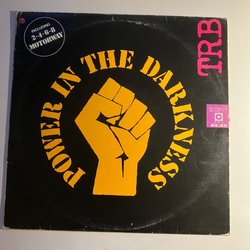 INCLUDING
2-4-6-8
MOTORWAY
POWER IN THE DARKNESS
TRB